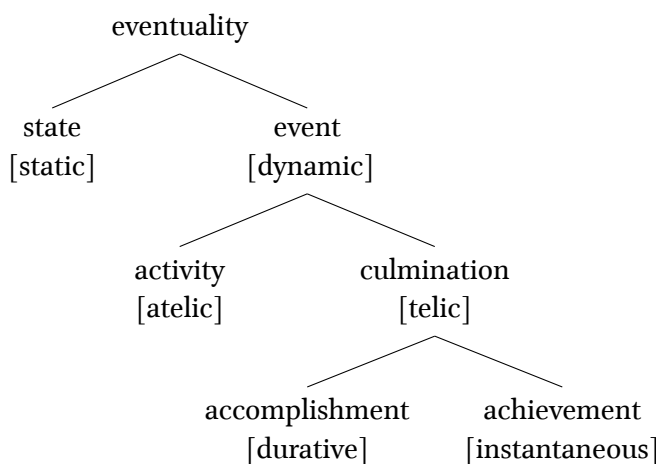 eventuality
state event
[static] [dynamic]
activity culmination
[atelic] [telic]
accomplishment achievement
[durative] [instantaneous]